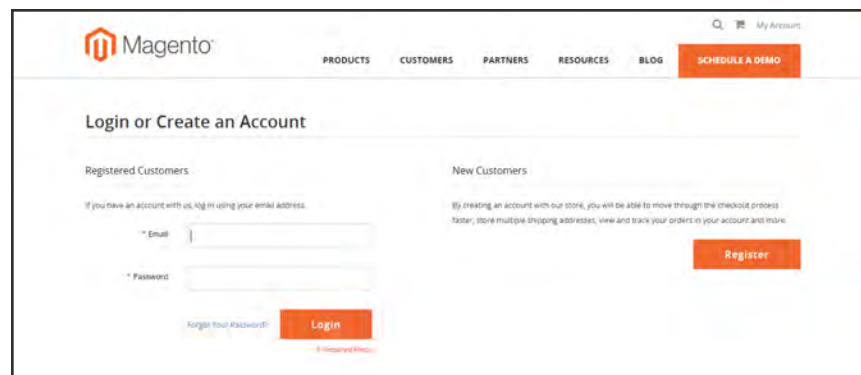 My Account
Magento
PRODUCTS CUSTOMERS PARTNERS RESOURCES BLOG SCHEDULE A DEMO
Login or Create an Account
Registered Customers
If you have an account with us, log in using your email address.
* Email
* Password
Forgot Your Password? Login
* Required Fields
New Customers
By creating an account with our store, you will be able to move through the checkout process
faster, store multiple shipping addresses, view and track your orders in your account and more.
Register